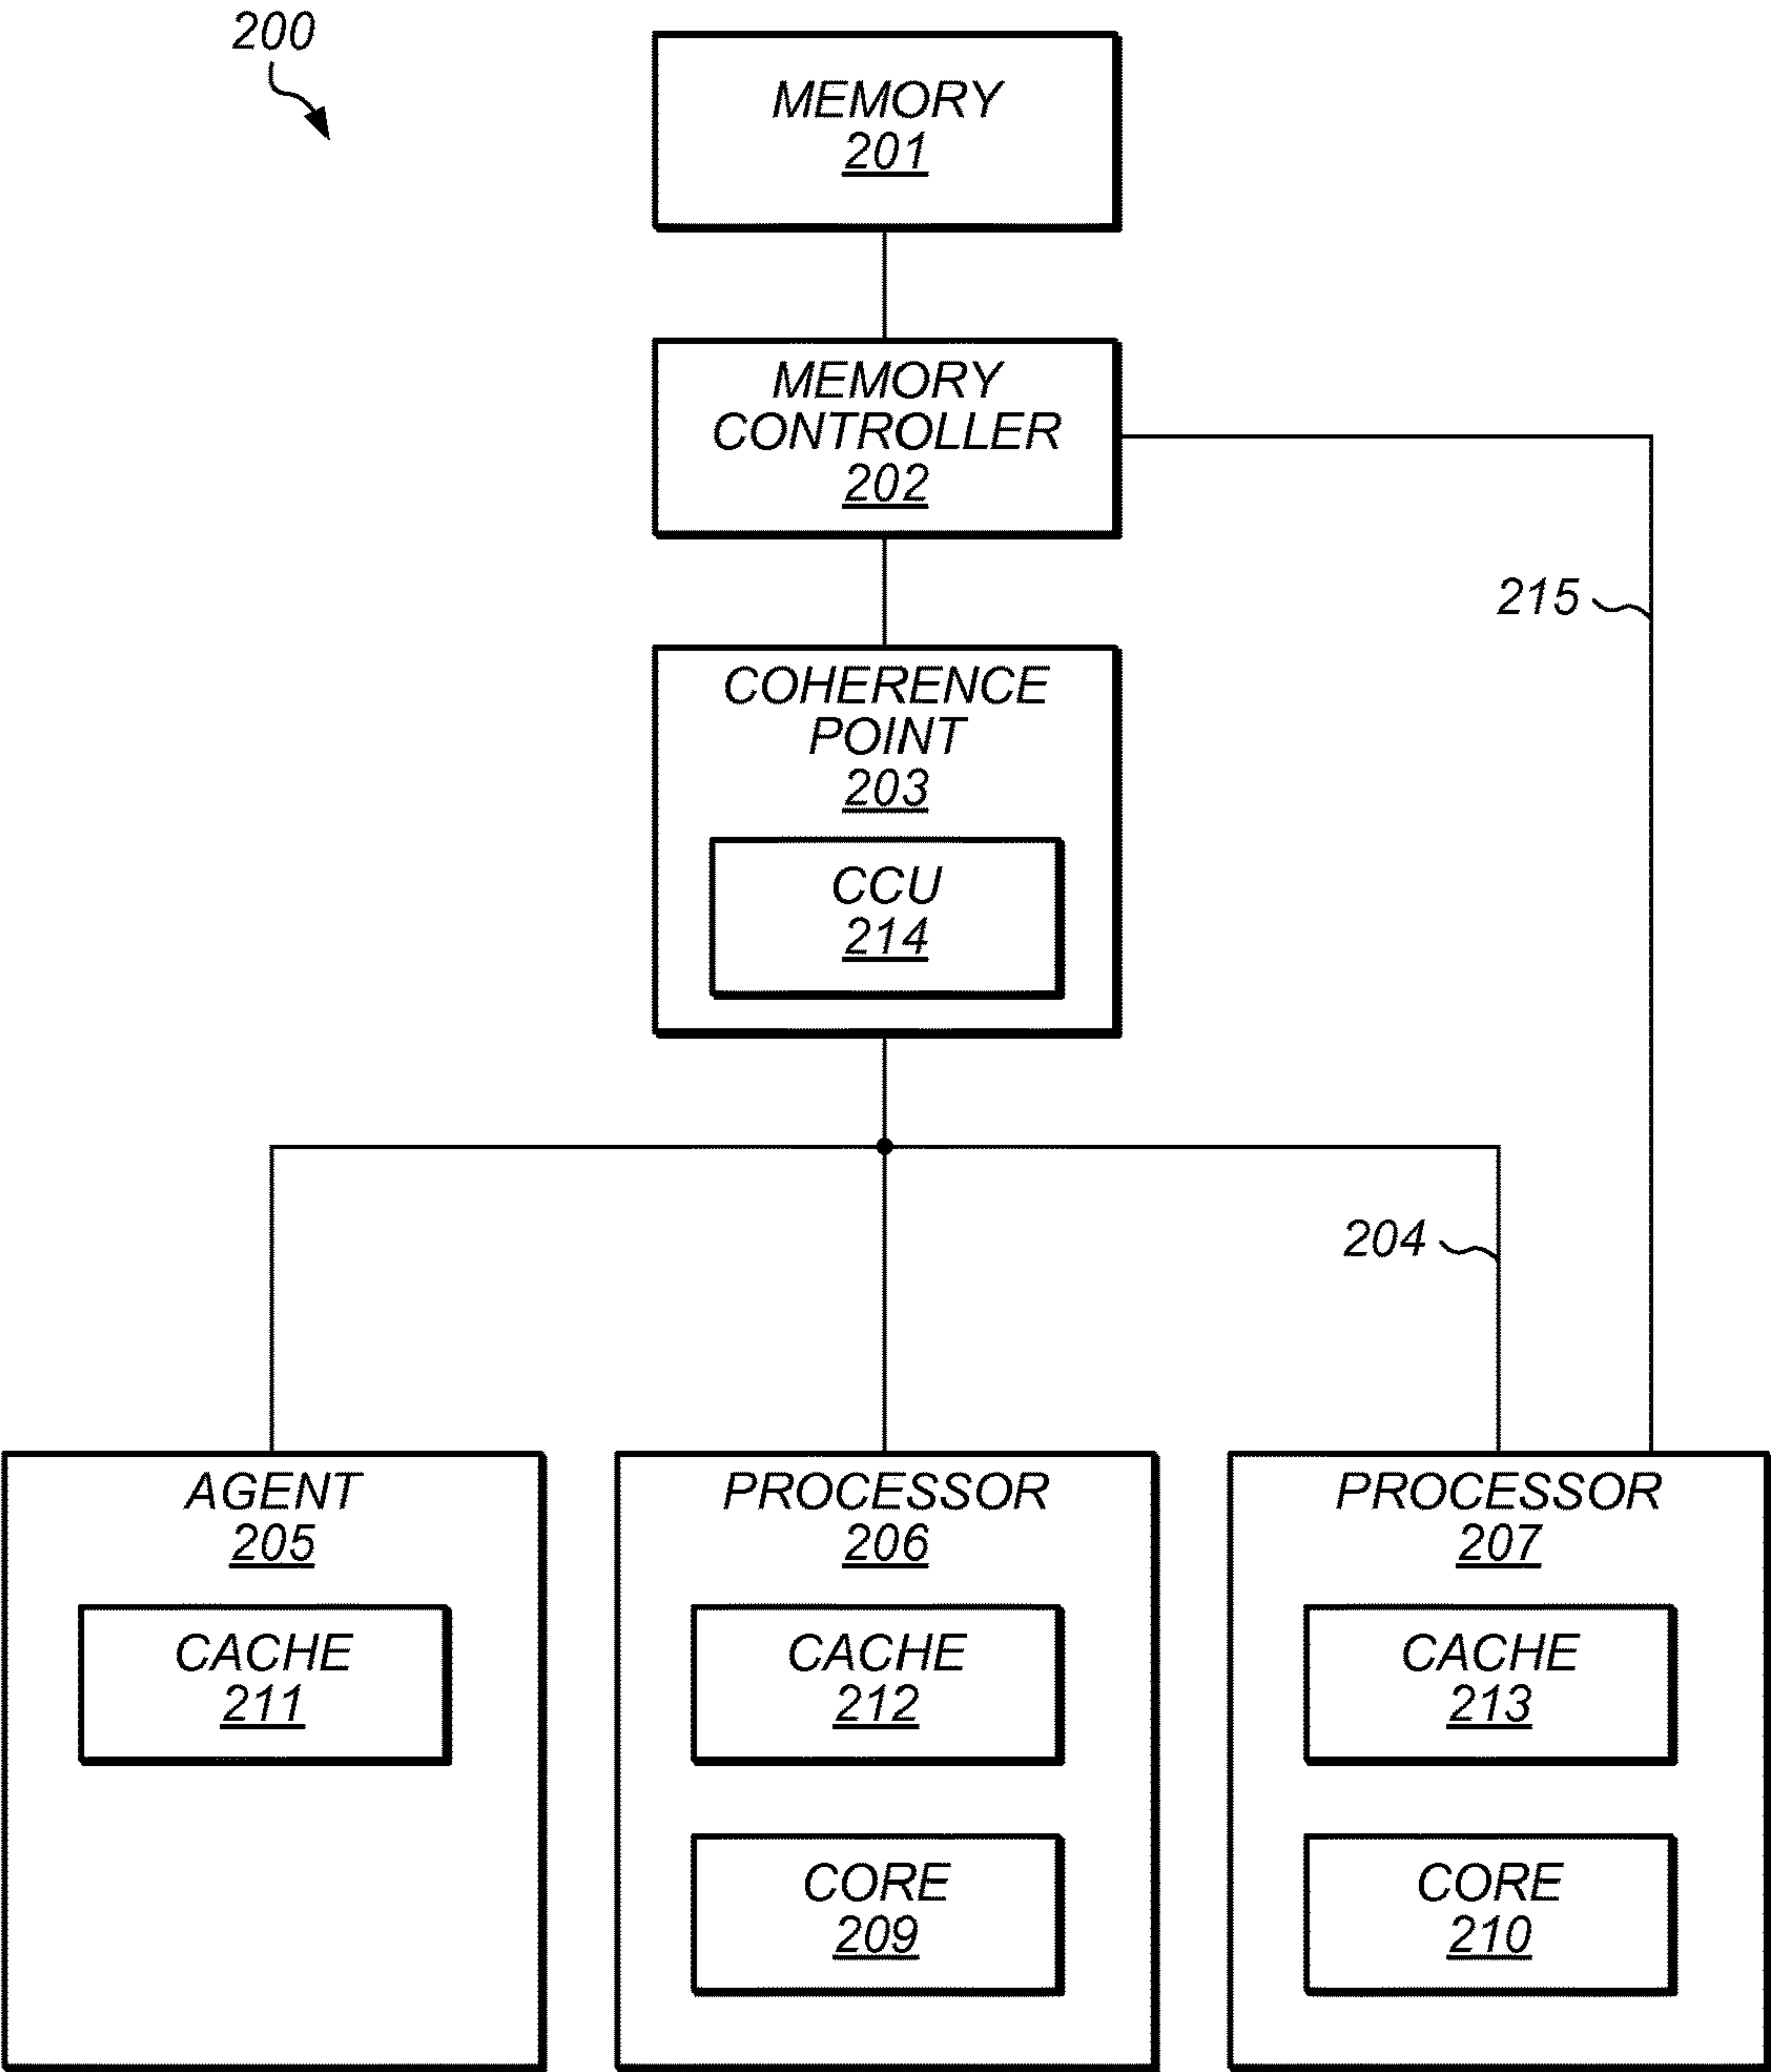 200
MEMORY
201
MEMORY
CONTROLLER
202
215
COHERENCE
POINT
203
CCU
214
204
AGENT
205
CACHE
211
PROCESSOR
206
CACHE
212
CORE
209
PROCESSOR
207
CACHE
213
CORE
210